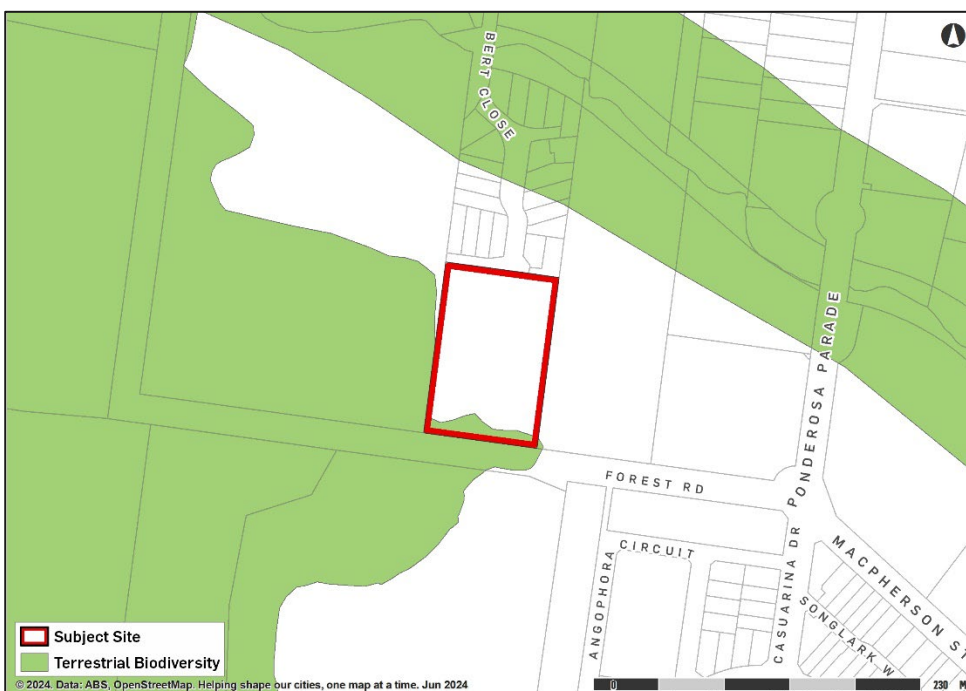 BERT CLOSE
PONDEROSA PARADE
FOREST RD
CIRCUIT
ANGOPHORA
CASUARINA DR
MACPHERSON ST
SONGLARK W
Subject Site
Terrestrial Biodiversity
© 2024. Data: ABS, OpenStreetMap. Helping shape our cities, one map at a time. Jun 2024
0 230 M